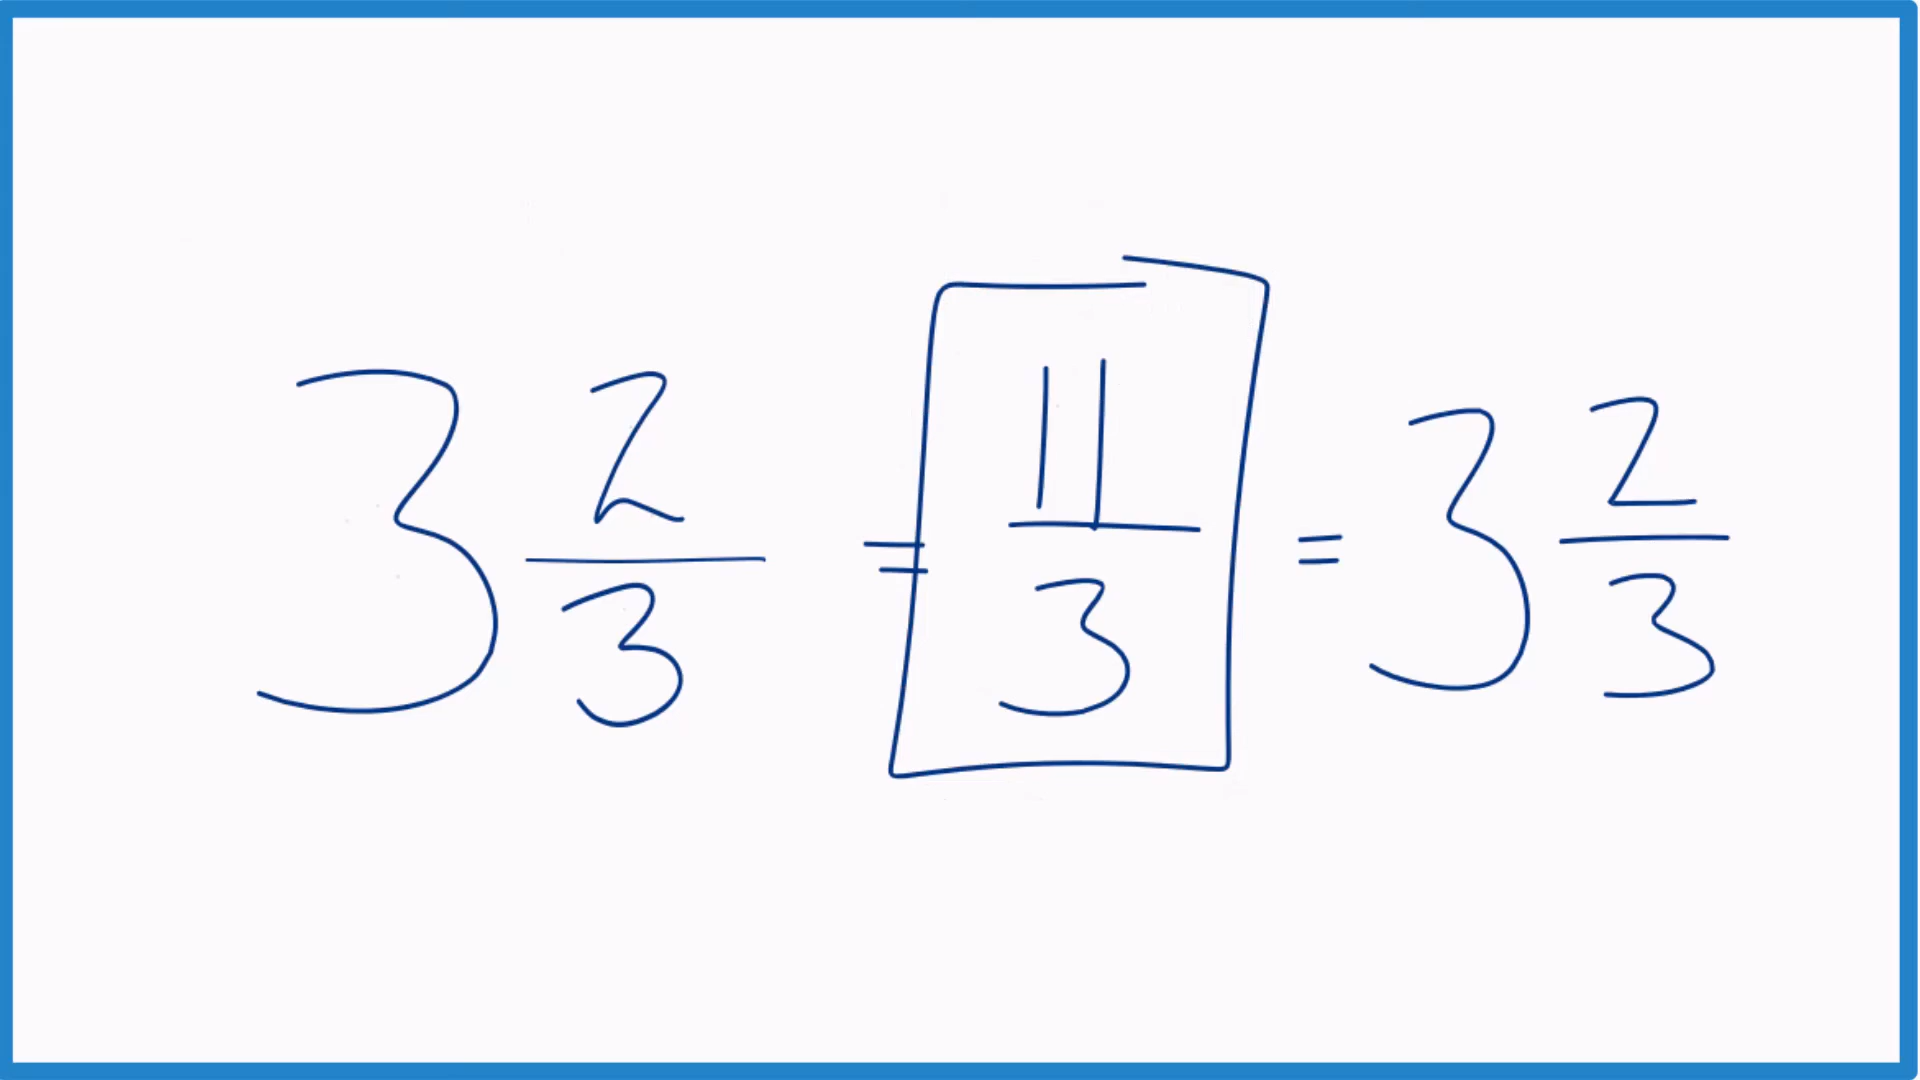 3 2/3 = 11/3 = 3 2/3